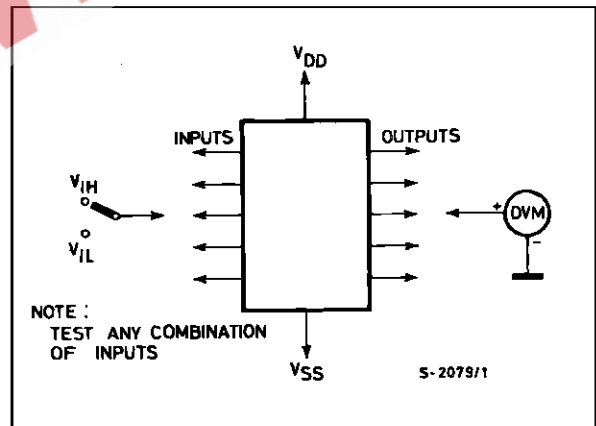 VDD
INPUTS
OUTPUTS
VIH
VIL
+
DVM
-
NOTE :
TEST ANY COMBINATION
OF INPUTS
VSS
S-2079/1